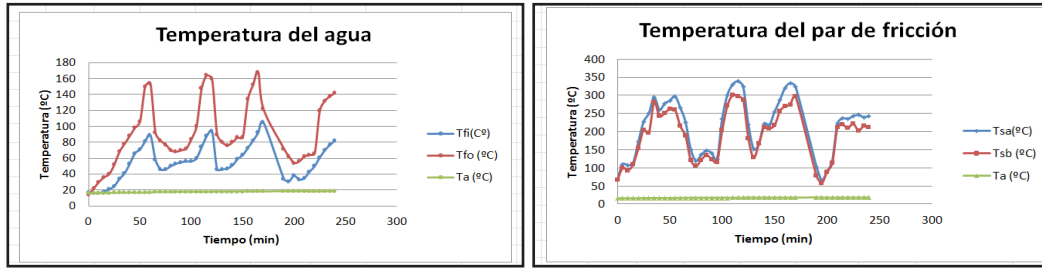 Temperatura del agua
Temperatura (ºC)
180
160
140
120
100
80
60
40
20
0
0 50 100 150 200 250 300
Tiempo (min)
Tfi(Cº)
Tfo (ºC)
Ta (ºC)
Temperatura del par de fricción
Temperatura (ºC)
400
350
300
250
200
150
100
50
0
0 50 100 150 200 250 300
Tiempo (min)
Tsa(ºC)
Tsb (ºC)
Ta (ºC)